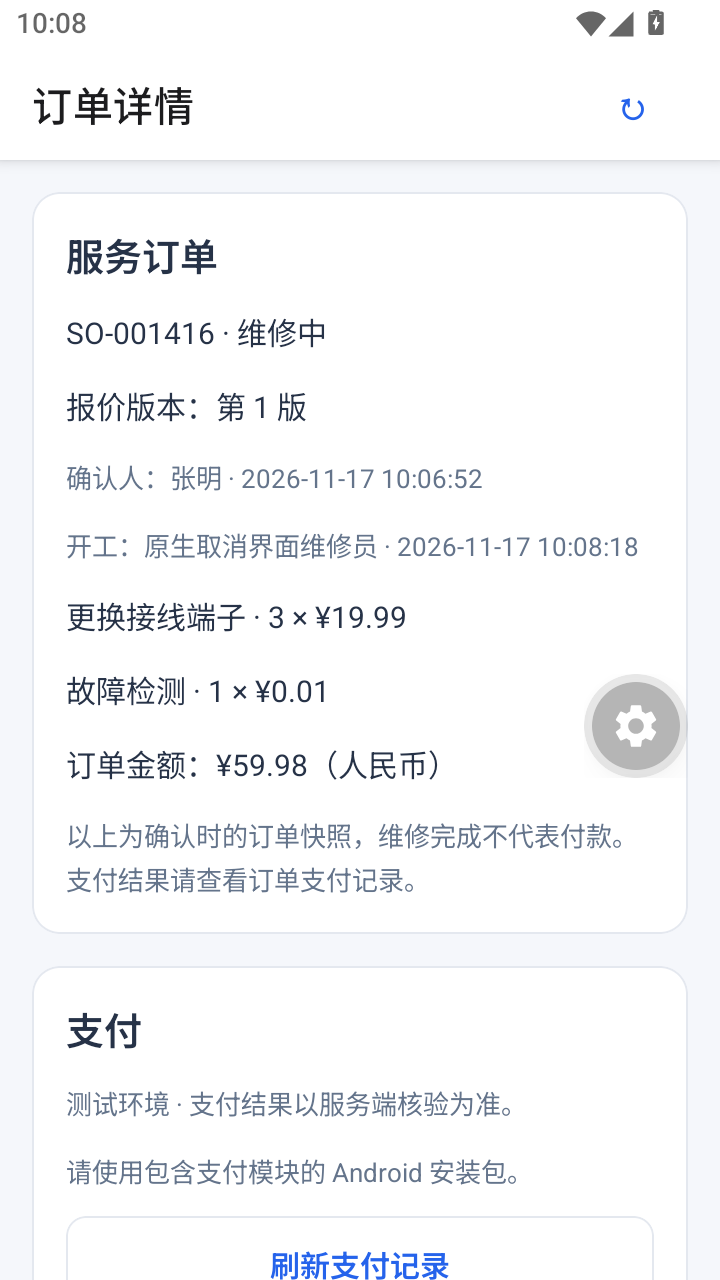 10:08
订单详情
服务订单
SO-001416 · 维修中
报价版本：第 1 版
确认人：张明 · 2026-11-17 10:06:52
开工：原生取消界面维修员 · 2026-11-17 10:08:18
更换接线端子 · 3 × ¥19.99
故障检测 · 1 × ¥0.01
订单金额：¥59.98（人民币）
以上为确认时的订单快照，维修完成不代表付款。
支付结果请查看订单支付记录。
支付
测试环境 · 支付结果以服务端核验为准。
请使用包含支付模块的 Android 安装包。
刷新支付记录